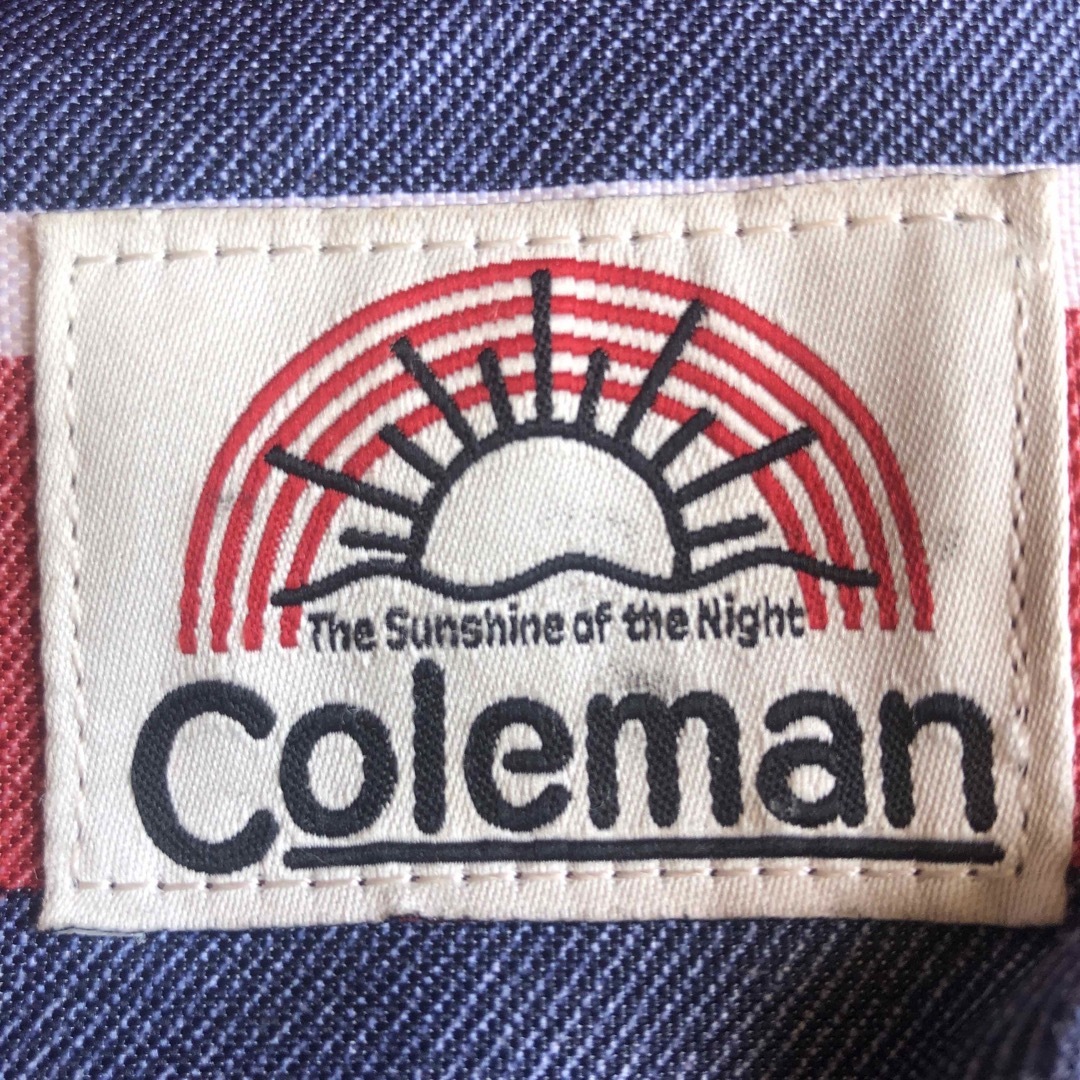 The Sunshine of the Night
Coleman